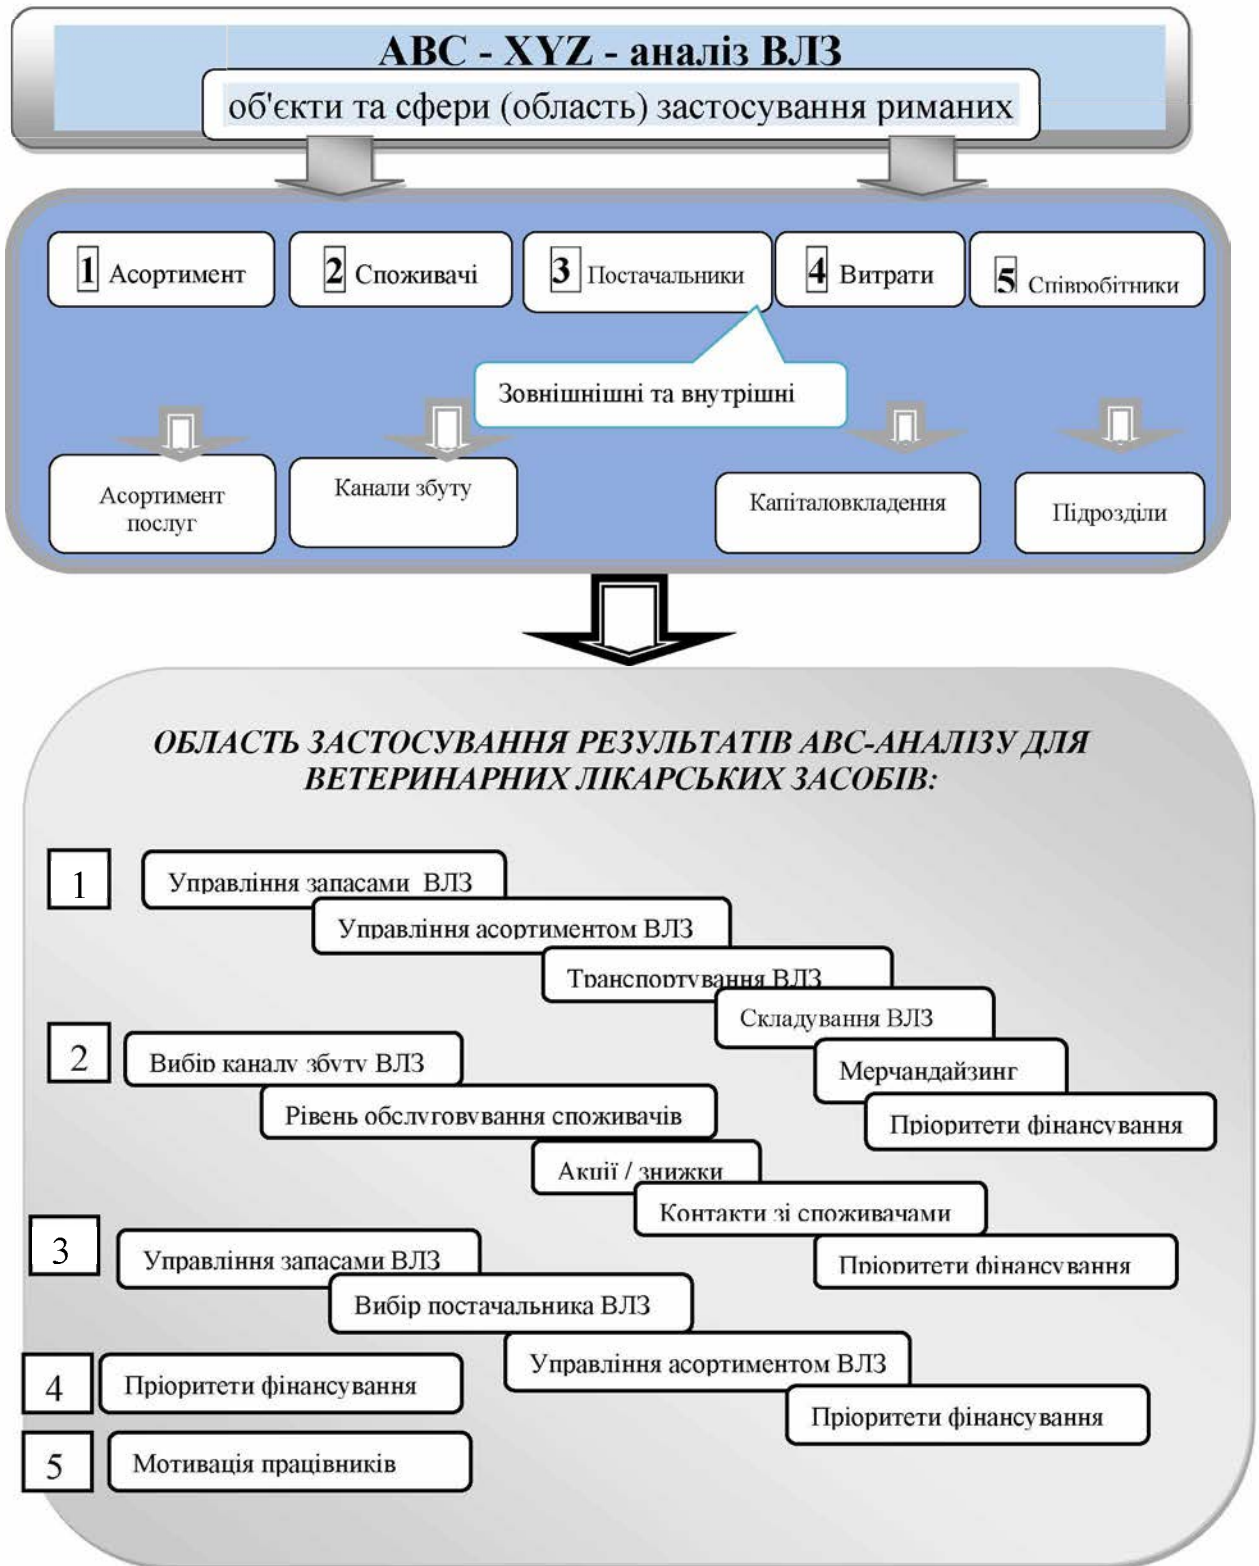 ABC - XYZ - аналіз ВЛЗ
об'єкти та сфери (область) застосування риманих
1 Асортимент
2 Споживачі
3 Постачальники
4 Витрати
5 Співробітники
Зовнішнішні та внутрішні
Асортимент
послуг
Канали збуту
Капіталовкладення
Підрозділи
ОБЛАСТЬ ЗАСТОСУВАННЯ РЕЗУЛЬТАТІВ АВС-АНАЛІЗУ ДЛЯ
ВЕТЕРИНАРНИХ ЛІКАРСЬКИХ ЗАСОБІВ:
1
Управління запасами ВЛЗ
Управління асортиментом ВЛЗ
Транспортування ВЛЗ
Складування ВЛЗ
Мерчандайзинг
Пріоритети фінансування
2
Вибір каналу збуту ВЛЗ
Рівень обслуговування споживачів
Акції / знижки
Контакти зі споживачами
Пріоритети фінансування
3
Управління запасами ВЛЗ
Вибір постачальника ВЛЗ
Управління асортиментом ВЛЗ
Пріоритети фінансування
4
Пріоритети фінансування
5
Мотивація працівників